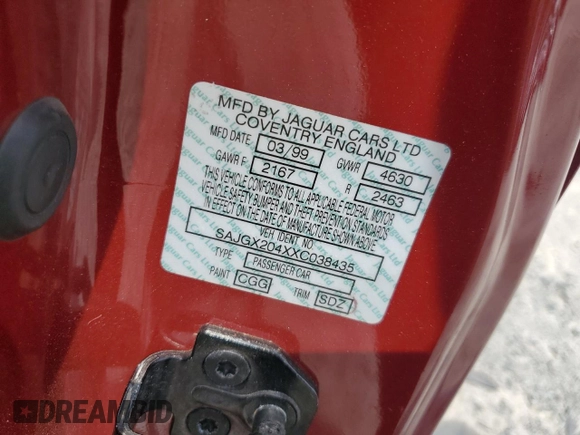 MFD BY JAGUAR CARS LTD
COVENTRY ENGLAND
MFD DATE 03/99 GVWR 4630
GAWR F 2167 R 2463
THIS VEHICLE CONFORMS TO ALL APPLICABLE FEDERAL MOTOR
VEHICLE SAFETY BUMPER AND THEFT PREVENTION STANDARDS
IN EFFECT ON THE DATE OF MANUFACTURE SHOWN ABOVE
VEH IDENT NO
SAJGX204XXC038435
TYPE PASSENGER CAR
PAINT CGG TRIM SDZ
DREAMBID